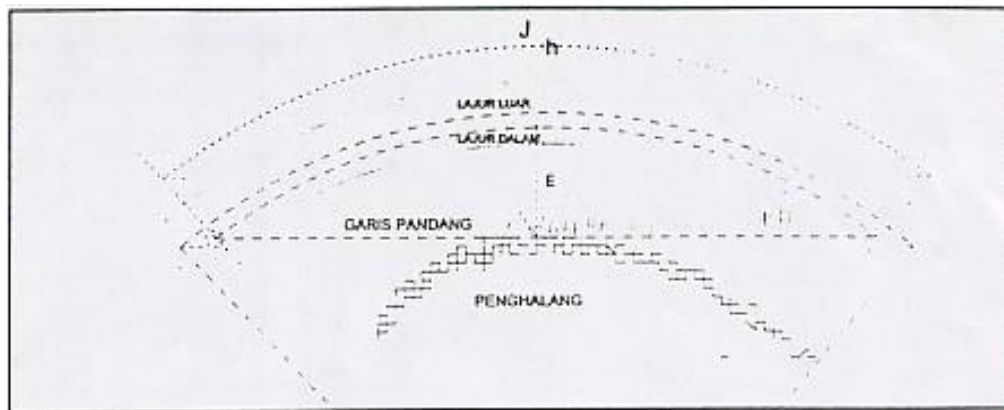 J
h
LAJUR LUAR
LAJUR DALAM
E
GARIS PANDANG
PENGHALANG